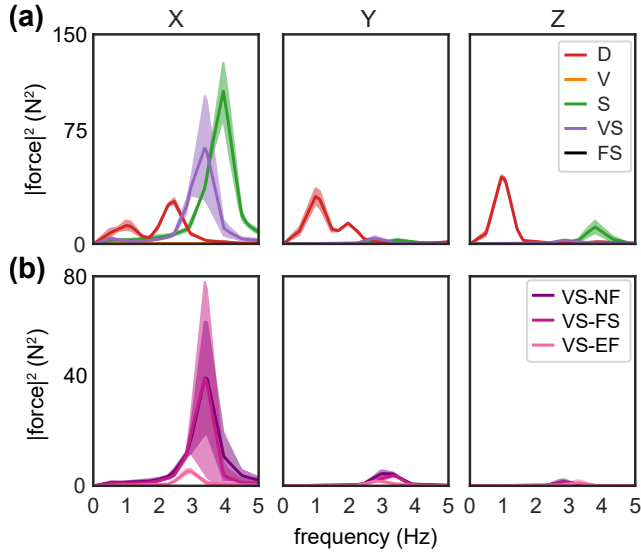 (a)
X
Y
Z
|force|² (N²)
150
75
0
D
V
S
VS
FS
(b)
|force|² (N²)
80
40
0
VS-NF
VS-FS
VS-EF
0 1 2 3 4 5
0 1 2 3 4 5
0 1 2 3 4 5
frequency (Hz)